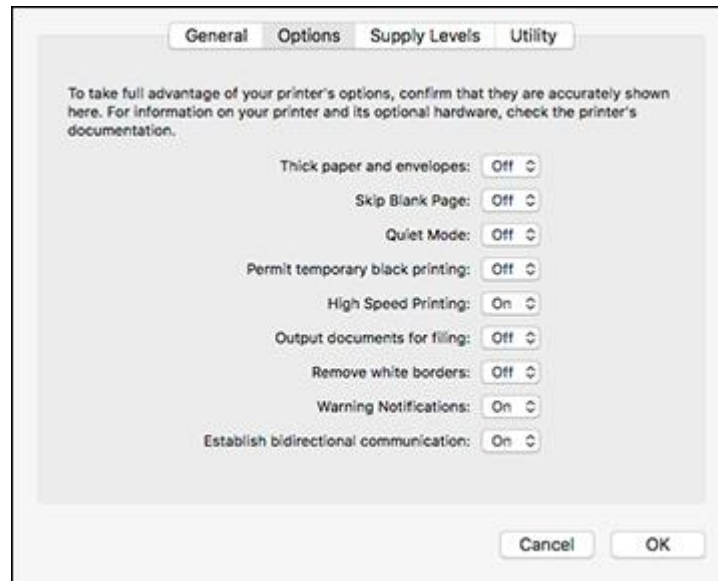 General Options Supply Levels Utility
To take full advantage of your printer's options, confirm that they are accurately shown
here. For information on your printer and its optional hardware, check the printer's
documentation.
Thick paper and envelopes: Off
Skip Blank Page: Off
Quiet Mode: Off
Permit temporary black printing: Off
High Speed Printing: On
Output documents for filing: Off
Remove white borders: Off
Warning Notifications: On
Establish bidirectional communication: On
Cancel OK